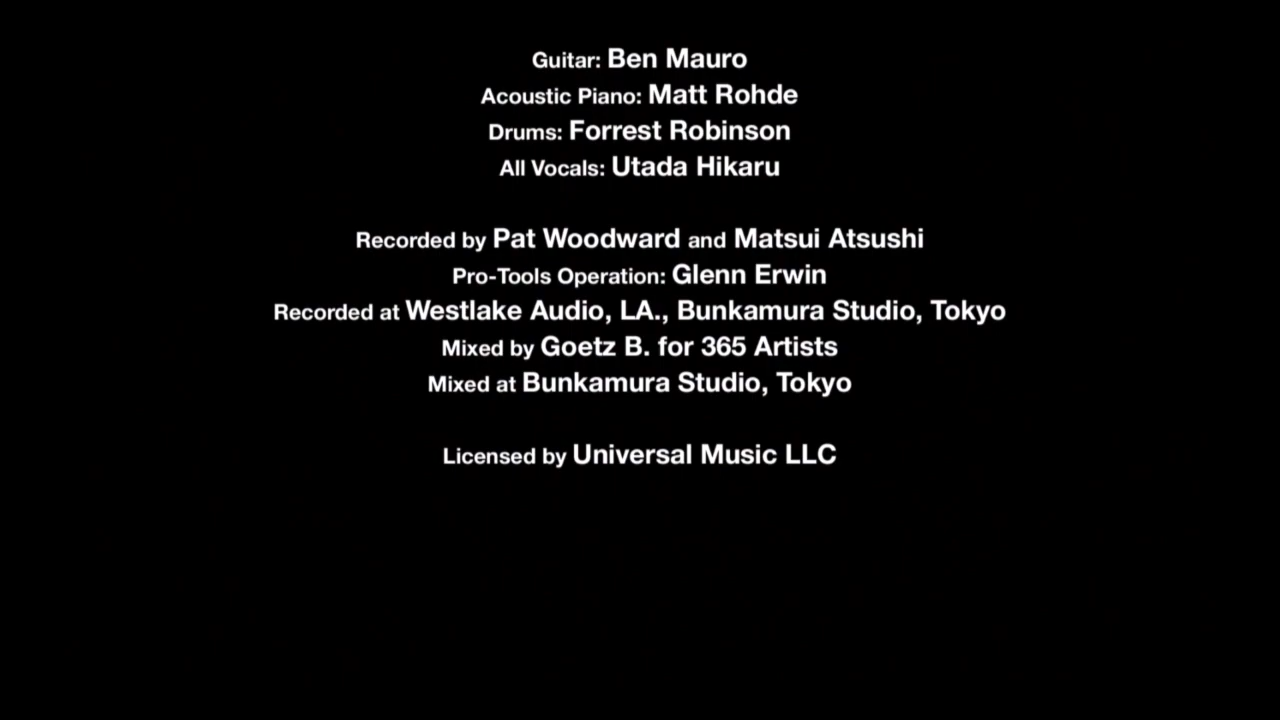 Guitar: Ben Mauro
Acoustic Piano: Matt Rohde
Drums: Forrest Robinson
All Vocals: Utada Hikaru
Recorded by Pat Woodward and Matsui Atsushi
Pro-Tools Operation: Glenn Erwin
Recorded at Westlake Audio, LA., Bunkamura Studio, Tokyo
Mixed by Goetz B. for 365 Artists
Mixed at Bunkamura Studio, Tokyo
Licensed by Universal Music LLC